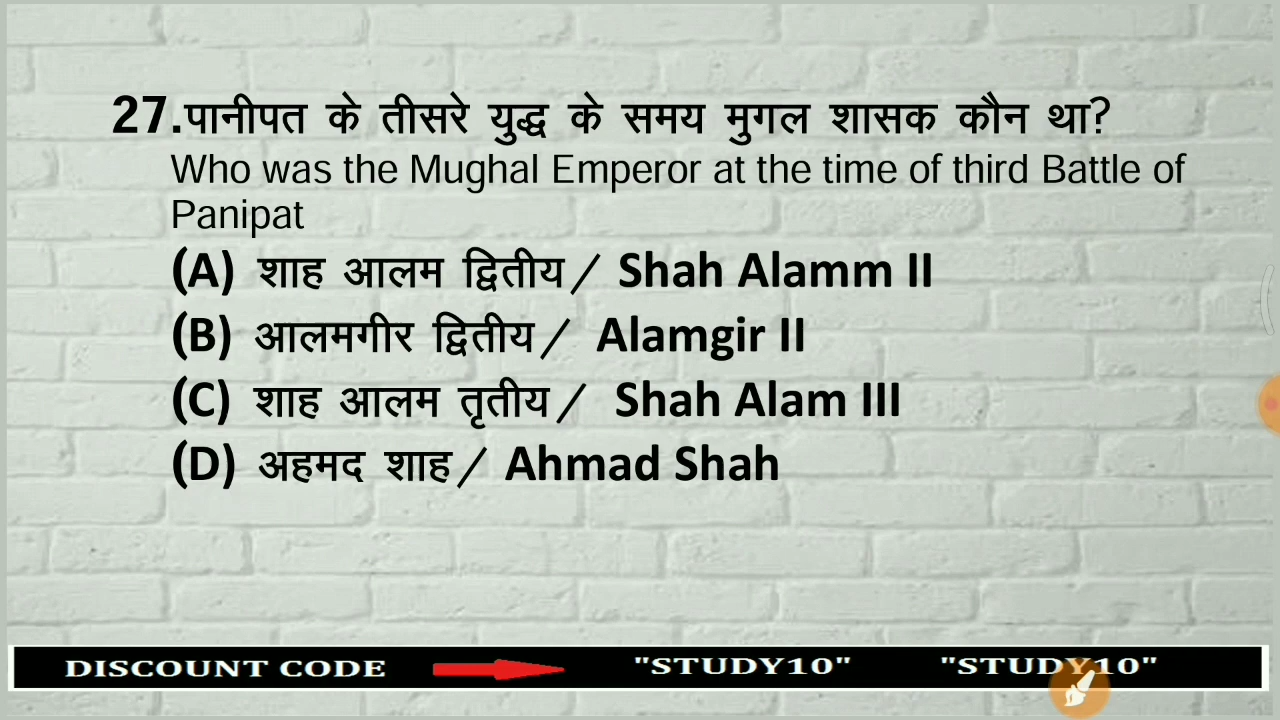 27.पानीपत के तीसरे युद्ध के समय मुगल शासक कौन था?
Who was the Mughal Emperor at the time of third Battle of
Panipat
(A) शाह आलम द्वितीय/ Shah Alamm II
(B) आलमगीर द्वितीय/ Alamgir II
(C) शाह आलम तृतीय/ Shah Alam III
(D) अहमद शाह/ Ahmad Shah
DISCOUNT CODE "STUDY10" "STUDY10"